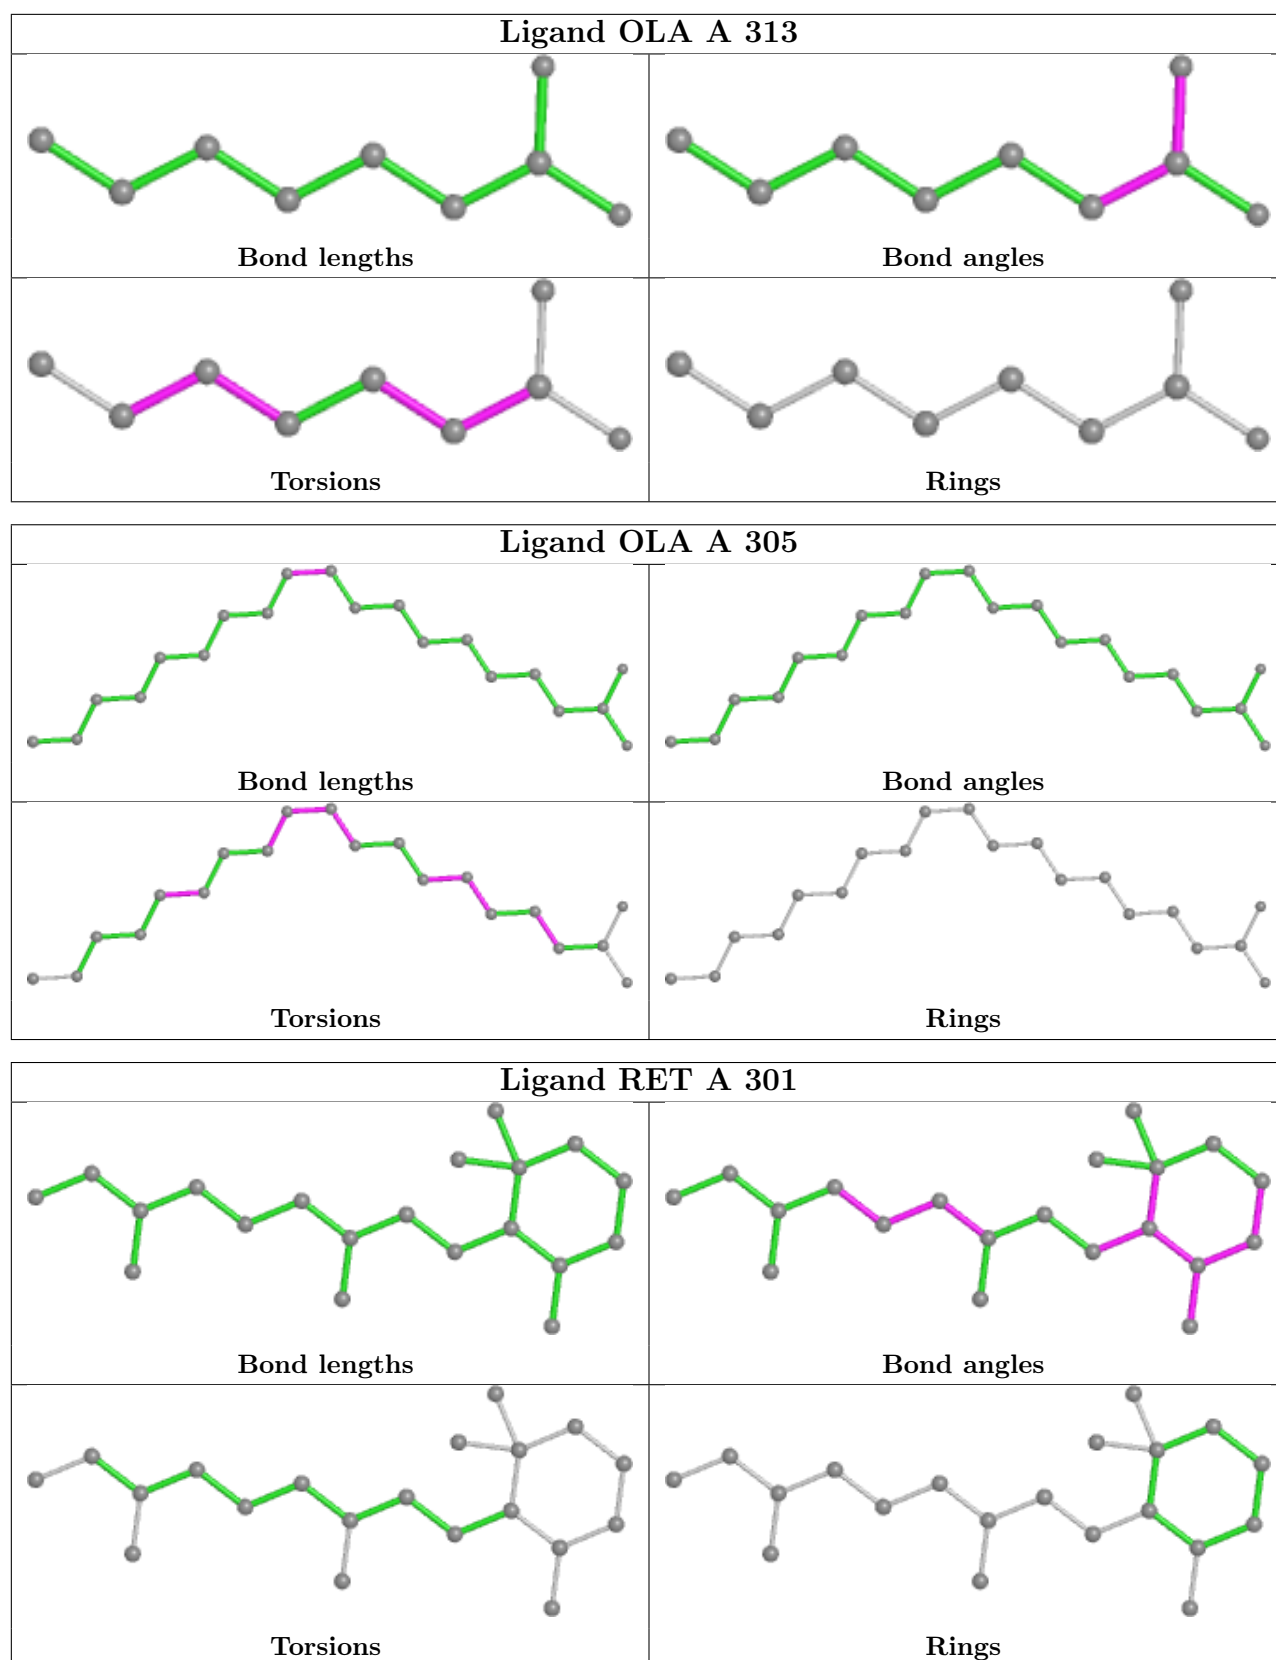 Ligand OLA A 313
Bond lengths
Bond angles
Torsions
Rings
Ligand OLA A 305
Bond lengths
Bond angles
Torsions
Rings
Ligand RET A 301
Bond lengths
Bond angles
Torsions
Rings